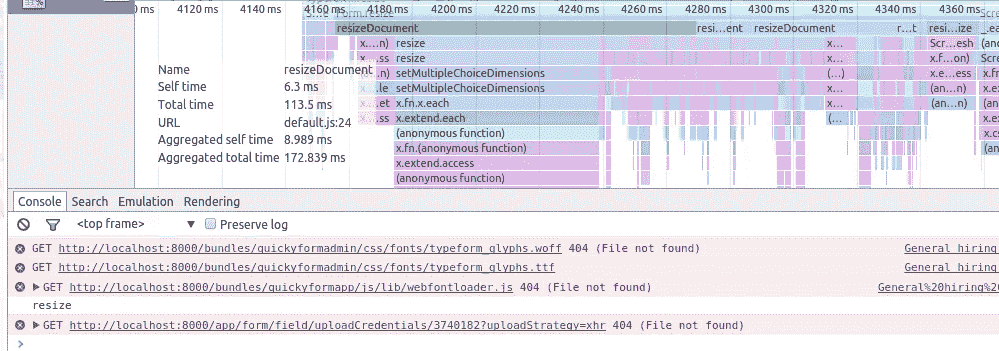 0 ms 4120 ms 4140 ms 4160 ms 4180 ms 4200 ms 4220 ms 4240 ms 4260 ms 4280 ms 4300 ms 4320 ms 4340 ms 4360 ms
S...e Form.resize Scre
resizeDocument resi...ent resizeDocument r...t resi...ize
x....n) resize x... Scr...esh (an
x....ss resize x... x.f...on) Scre
Name resizeDocument
...n) setMultipleChoiceDimensions (...) x.e...ess
Self time 6.3 ms
x....le setMultipleChoiceDimensions x... (an...n)
Total time 113.5 ms
x....et x.fn.x.each x... (an...n)
URL default.js:24
x....ss x.extend.each (...
Aggregated self time 8.989 ms
(anonymous function)
Aggregated total time 172.839 ms
x.fn.(anonymous function)
x.extend.access
(anonymous function)
Console Search Emulation Rendering
<top frame> ▼ Preserve log
GET http://localhost:8000/bundles/quickyformadmin/css/fonts/typeform_glyphs.woff 404 (File not found) General hiring
GET http://localhost:8000/bundles/quickyformadmin/css/fonts/typeform_glyphs.ttf General hiring
▶ GET http://localhost:8000/bundles/quickyformapp/js/lib/webfontloader.js 404 (File not found) General%20hiring%2
resize
▶ GET http://localhost:8000/app/form/field/uploadCredentials/3740182?uploadStrategy=xhr 404 (File not found)
>